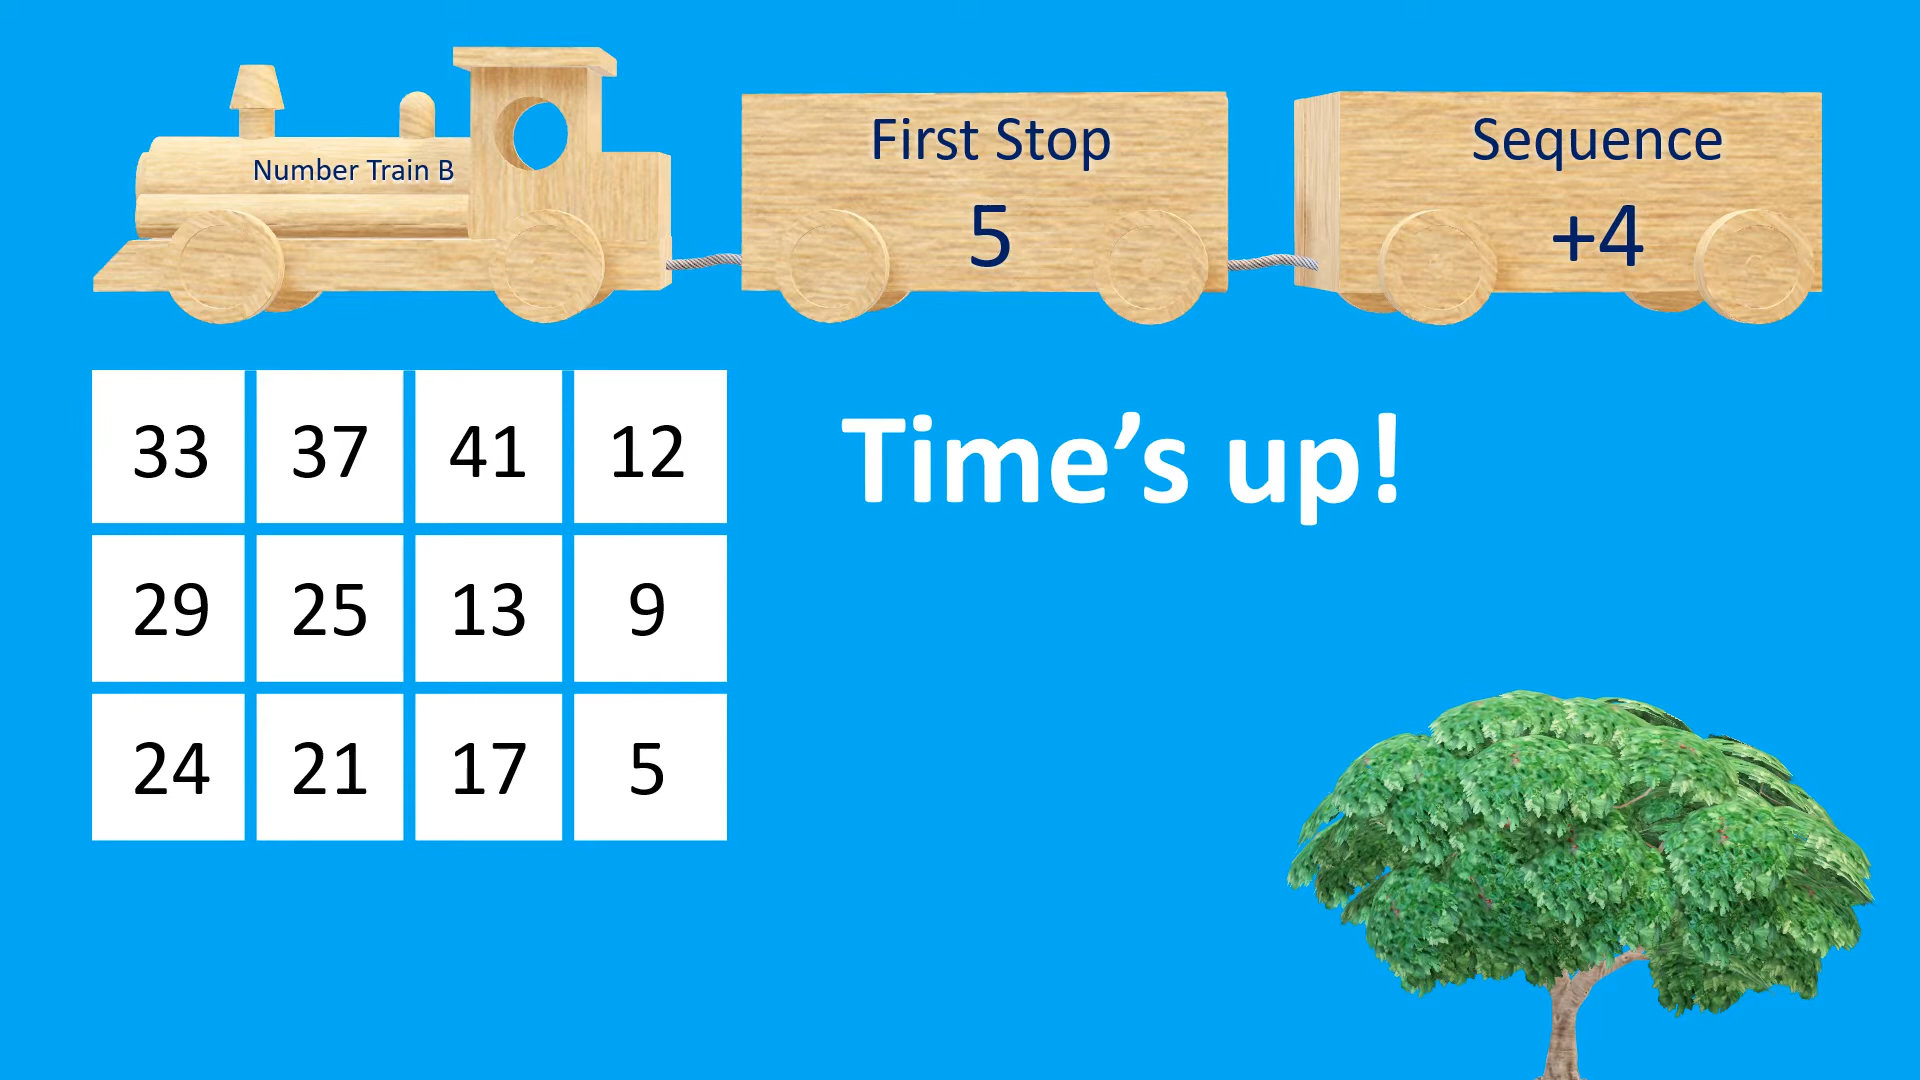 Number Train B
First Stop
5
Sequence
+4
33 37 41 12
29 25 13 9
24 21 17 5
Time’s up!